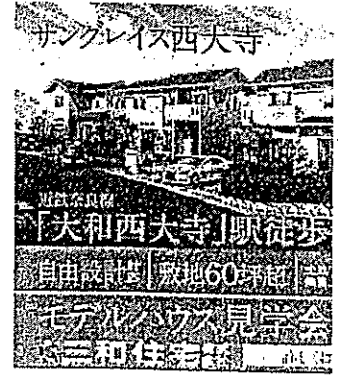 サングレイス西大寺
近鉄奈良線
「大和西大寺」駅徒歩
自由設計型 敷地60坪超
モデルハウス見学会
三和住宅